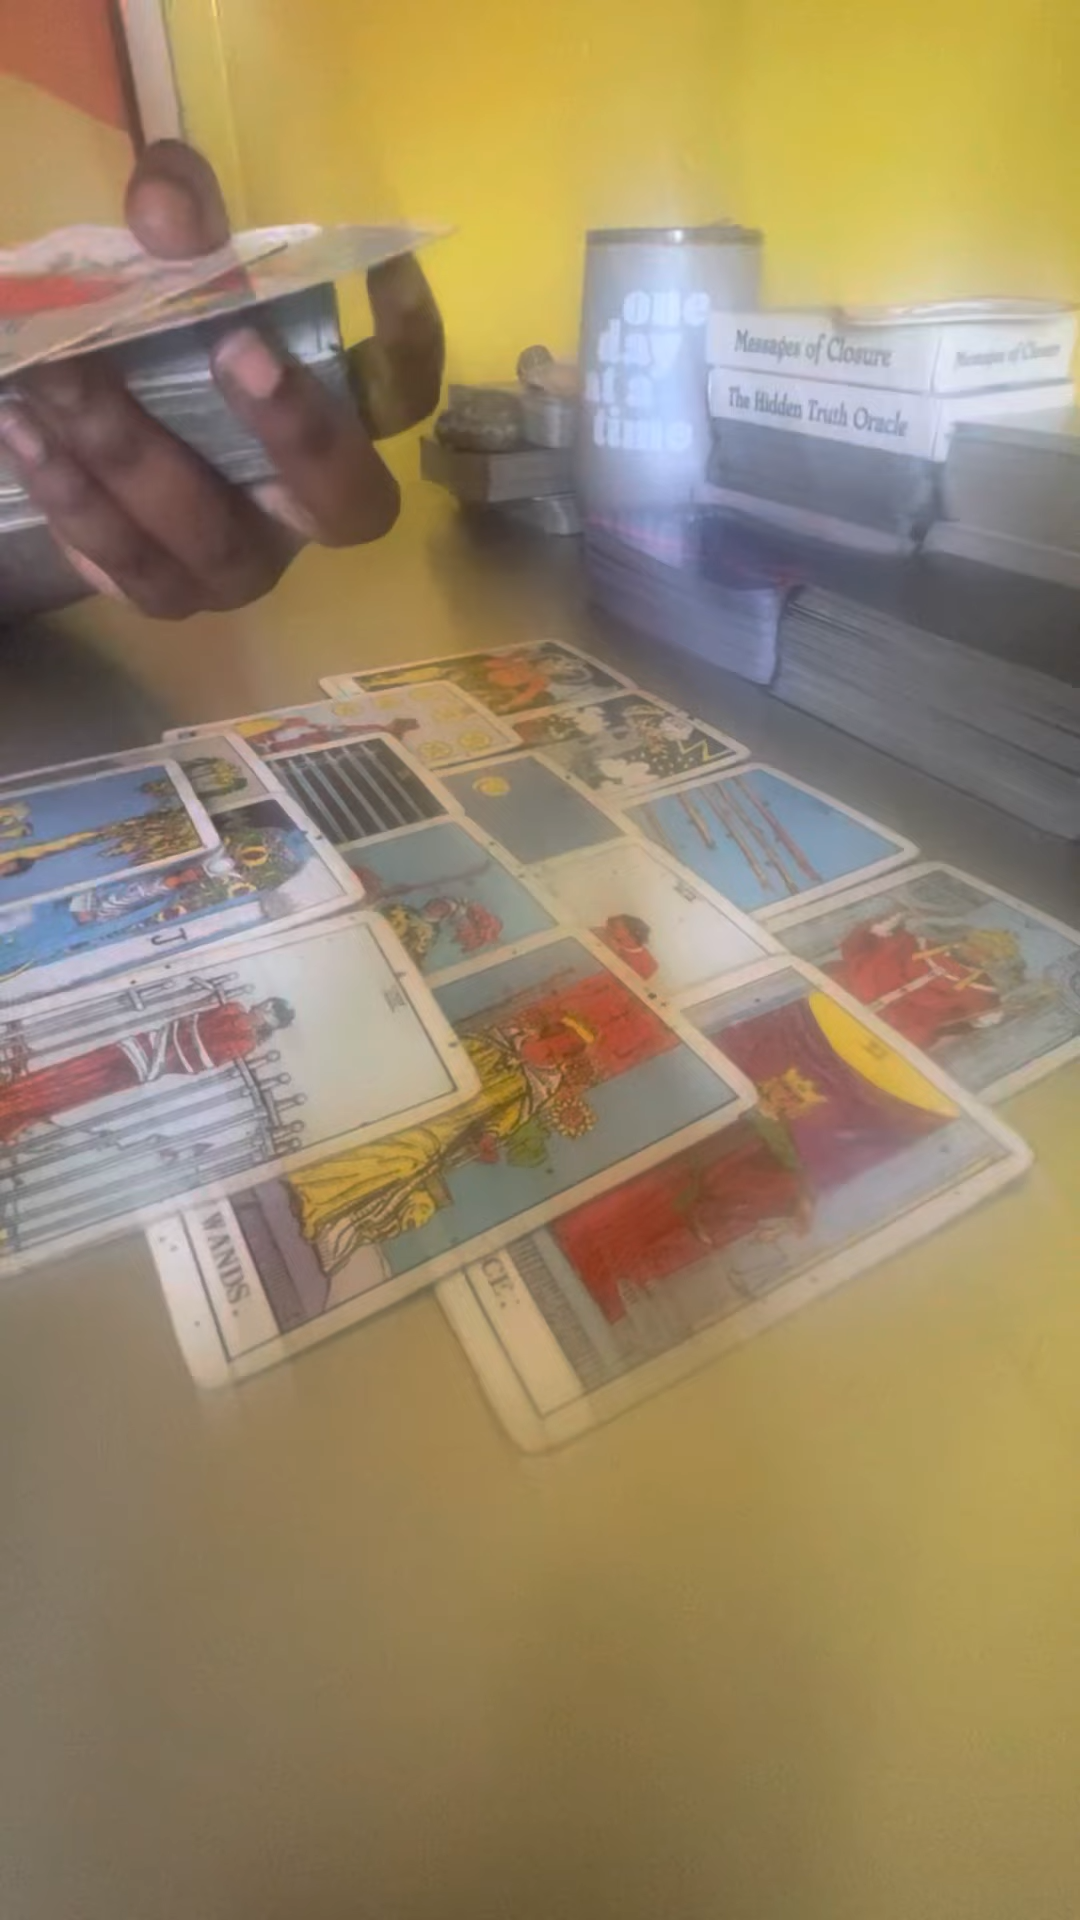 one
day
at a
time
Messages of Closure
Messages of Closure
The Hidden Truth Oracle
WANDS.
CE.